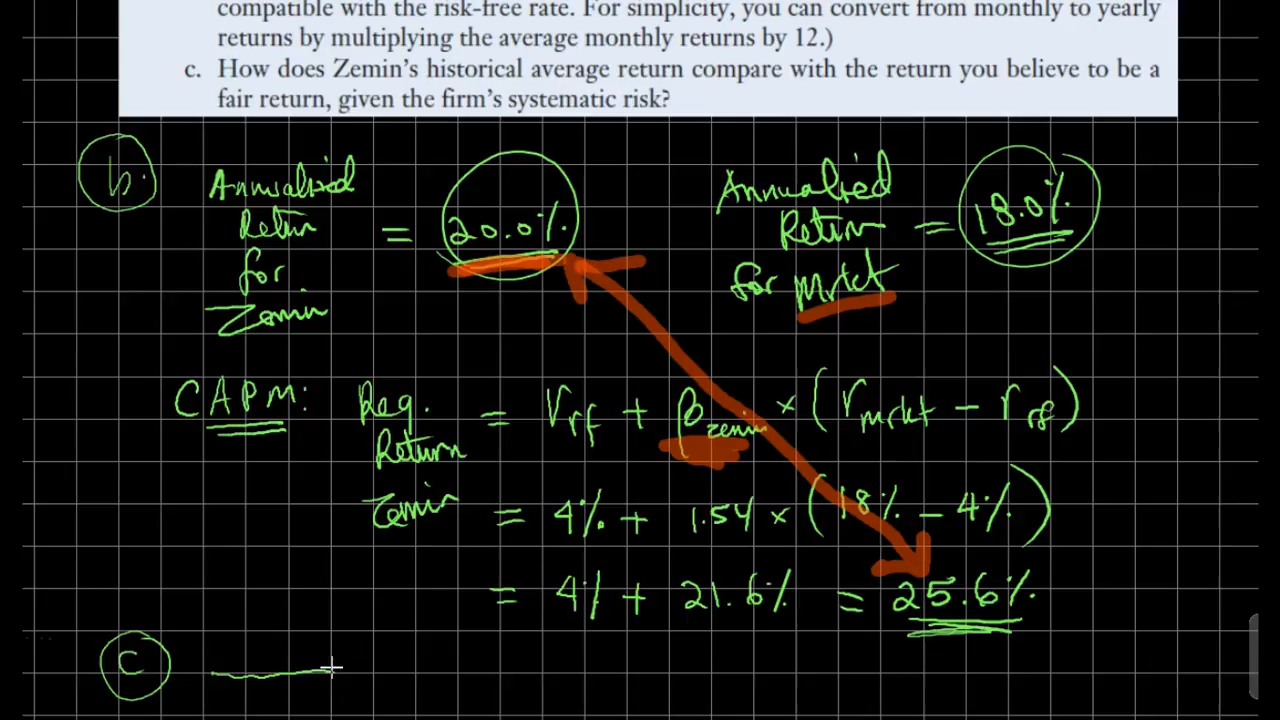 compatible with the risk-free rate. For simplicity, you can convert from monthly to yearly
returns by multiplying the average monthly returns by 12.)
c. How does Zemin's historical average return compare with the return you believe to be a
fair return, given the firm's systematic risk?
b.
Annualized
Return
for
Zemin
= 20.0%
Annualized
Return
for Mrkt
= 18.0%
CAPM: Req. = rrf + βzemin × (rmrkt - rrf)
Return
Zemin = 4% + 1.54 × (18% - 4%)
= 4% + 21.6% = 25.6%
C